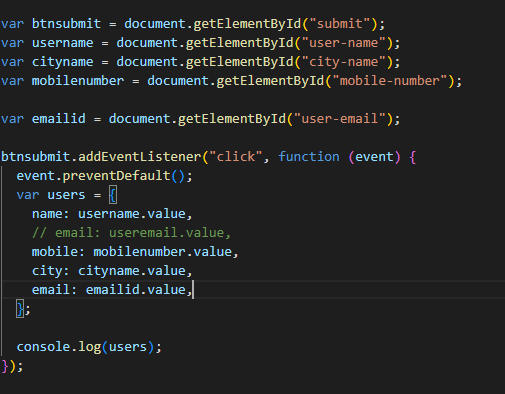 var btnsubmit = document.getElementById("submit");
var username = document.getElementById("user-name");
var cityname = document.getElementById("city-name");
var mobilenumber = document.getElementById("mobile-number");
var emailid = document.getElementById("user-email");
btnsubmit.addEventListener("click", function (event) {
event.preventDefault();
var users = {
name: username.value,
// email: useremail.value,
mobile: mobilenumber.value,
city: cityname.value,
email: emailid.value,
};
console.log(users);
});